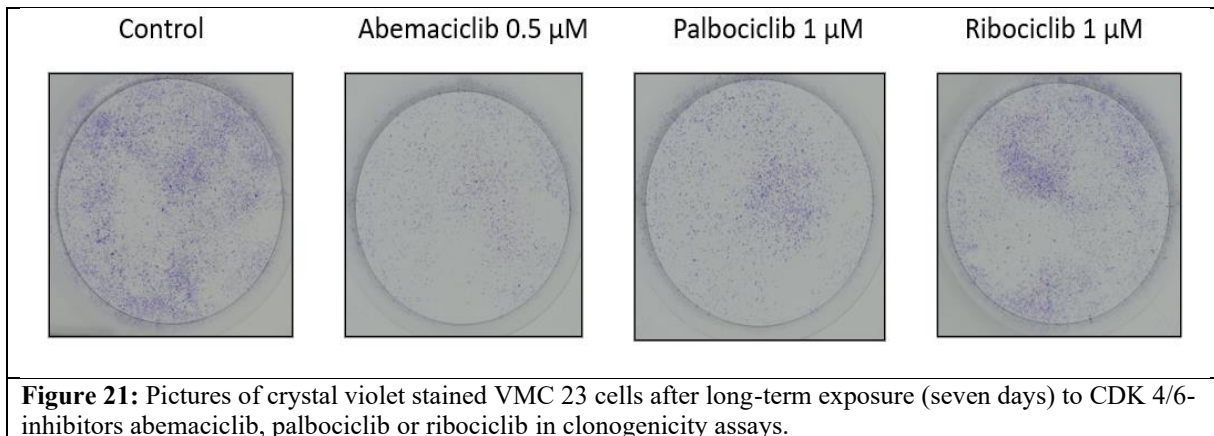 Control Abemaciclib 0.5 µM Palbociclib 1 µM Ribociclib 1 µM
Figure 21: Pictures of crystal violet stained VMC 23 cells after long-term exposure (seven days) to CDK 4/6-
inhibitors abemaciclib, palbociclib or ribociclib in clonogenicity assays.